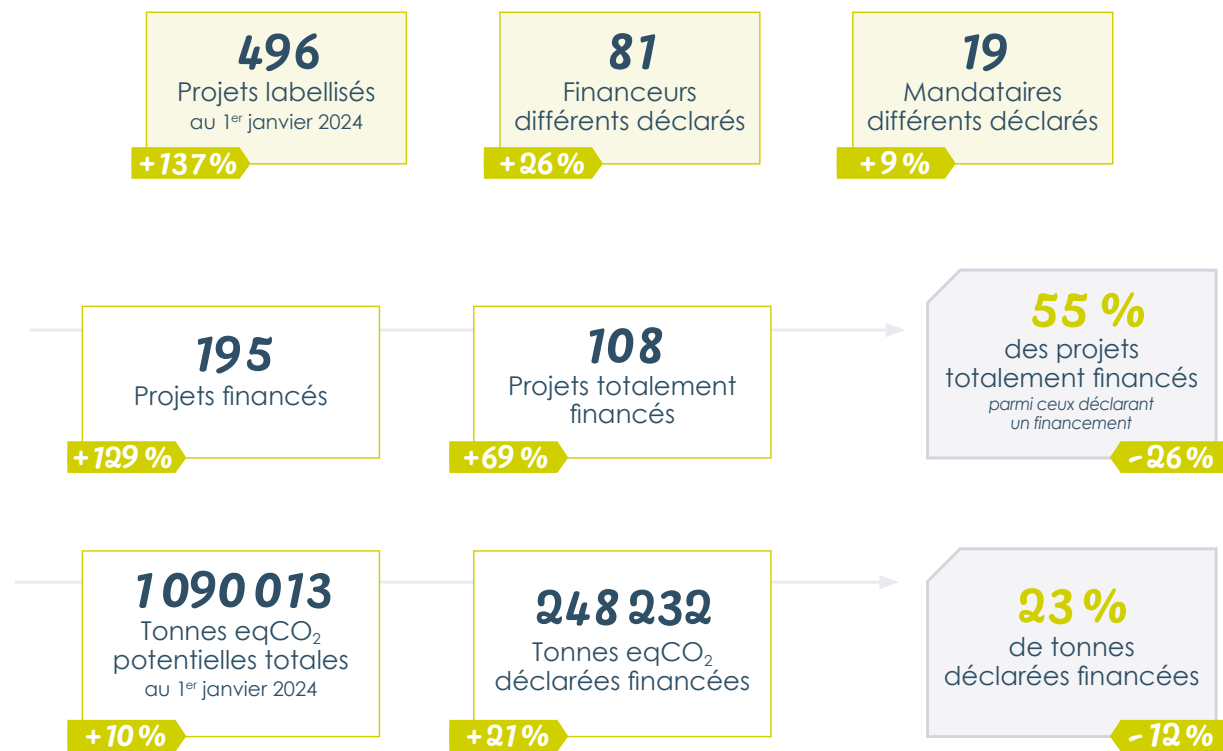 496
Projets labellisés
au 1er janvier 2024
+137 %
81
Financeurs
différents déclarés
+26 %
19
Mandataires
différents déclarés
+9 %
195
Projets financés
+129 %
108
Projets totalement
financés
+69 %
55 %
des projets
totalement financés
parmi ceux déclarant
un financement
-26 %
1 090 013
Tonnes eqCO₂
potentielles totales
au 1er janvier 2024
+10 %
248 232
Tonnes eqCO₂
déclarées financées
+21 %
23 %
de tonnes
déclarées financées
-12 %